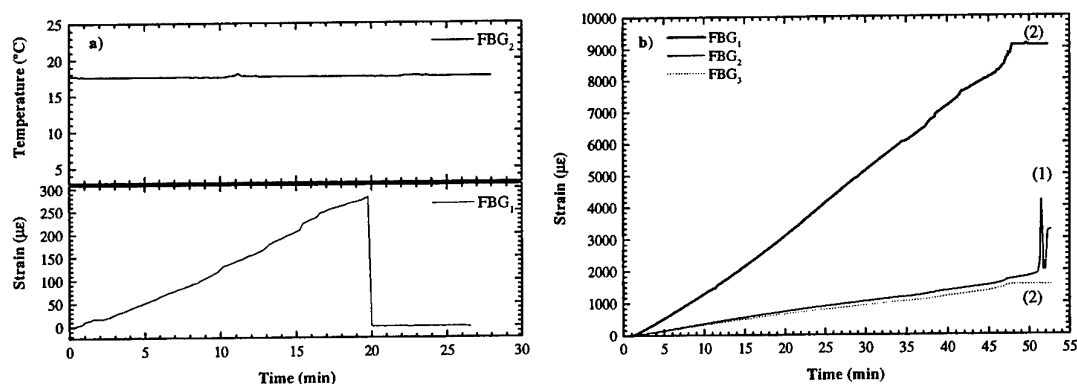 a)
FBG2
Temperature (°C)
25
20
15
10
5
FBG1
Strain (με)
300
250
200
150
100
50
0
0 5 10 15 20 25 30
Time (min)
b)
FBG1
FBG2
FBG3
(2)
(1)
(2)
Strain (με)
10000
9000
8000
7000
6000
5000
4000
3000
2000
1000
0
0 5 10 15 20 25 30 35 40 45 50 55
Time (min)